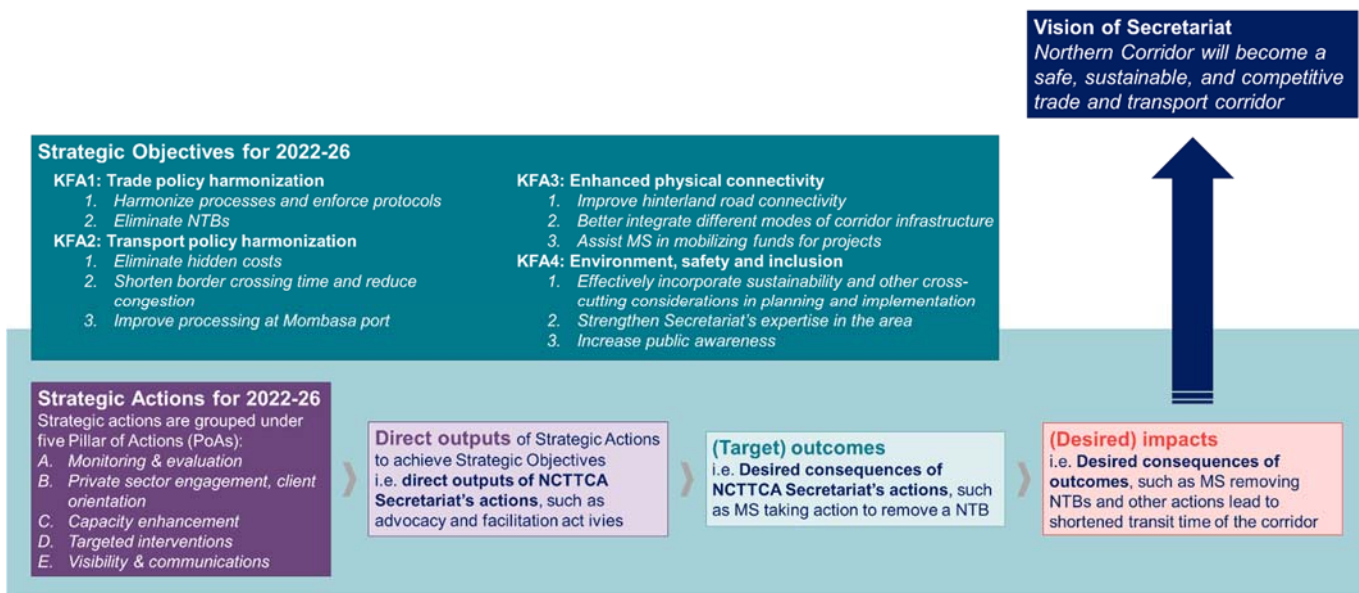 Vision of Secretariat
Northern Corridor will become a
safe, sustainable, and competitive
trade and transport corridor
Strategic Objectives for 2022-26
KFA1: Trade policy harmonization
1. Harmonize processes and enforce protocols
2. Eliminate NTBs
KFA2: Transport policy harmonization
1. Eliminate hidden costs
2. Shorten border crossing time and reduce
congestion
3. Improve processing at Mombasa port
KFA3: Enhanced physical connectivity
1. Improve hinterland road connectivity
2. Better integrate different modes of corridor infrastructure
3. Assist MS in mobilizing funds for projects
KFA4: Environment, safety and inclusion
1. Effectively incorporate sustainability and other cross-
cutting considerations in planning and implementation
2. Strengthen Secretariat's expertise in the area
3. Increase public awareness
Strategic Actions for 2022-26
Strategic actions are grouped under
five Pillar of Actions (PoAs):
A. Monitoring & evaluation
B. Private sector engagement, client
orientation
C. Capacity enhancement
D. Targeted interventions
E. Visibility & communications
Direct outputs of Strategic Actions
to achieve Strategic Objectives
i.e. direct outputs of NCTTCA
Secretariat's actions, such as
advocacy and facilitation act ivies
(Target) outcomes
i.e. Desired consequences of
NCTTCA Secretariat's actions, such
as MS taking action to remove a NTB
(Desired) impacts
i.e. Desired consequences of
outcomes, such as MS removing
NTBs and other actions lead to
shortened transit time of the corridor